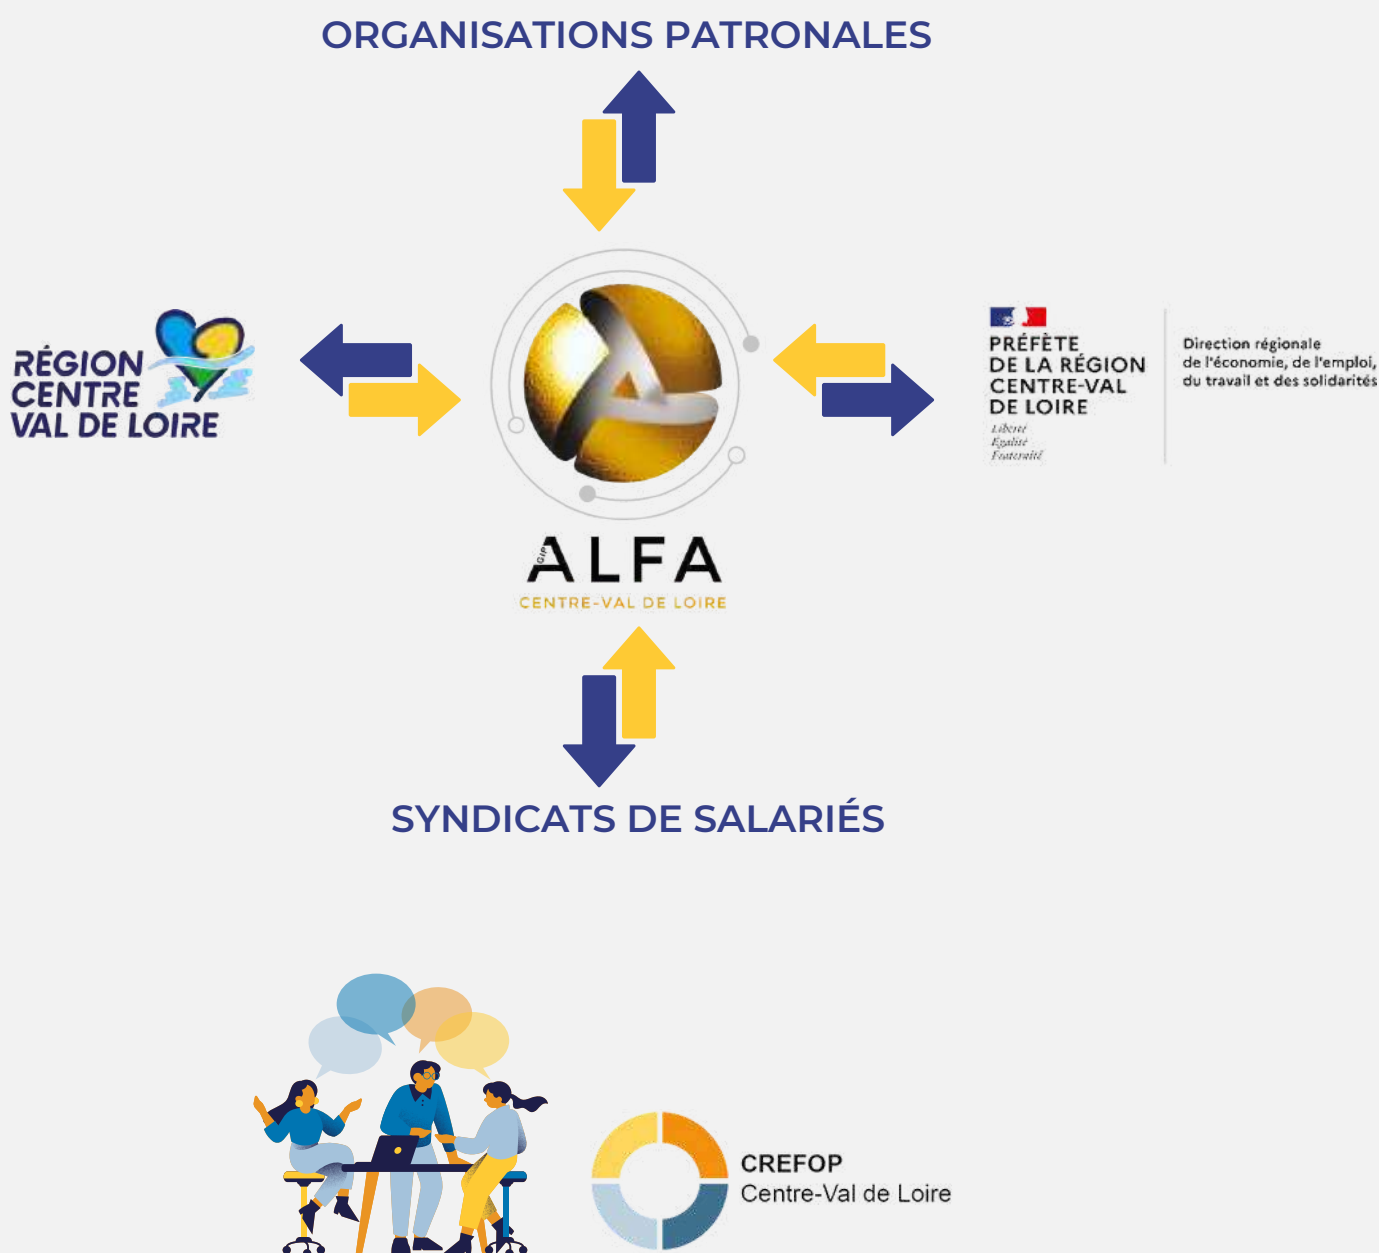 ORGANISATIONS PATRONALES
RÉGION
CENTRE
VAL DE LOIRE
PRÉFÈTE
DE LA RÉGION
CENTRE-VAL
DE LOIRE
Liberté
Égalité
Fraternité
Direction régionale
de l'économie, de l'emploi,
du travail et des solidarités
GIP
ALFA
CENTRE-VAL DE LOIRE
SYNDICATS DE SALARIÉS
CREFOP
Centre-Val de Loire